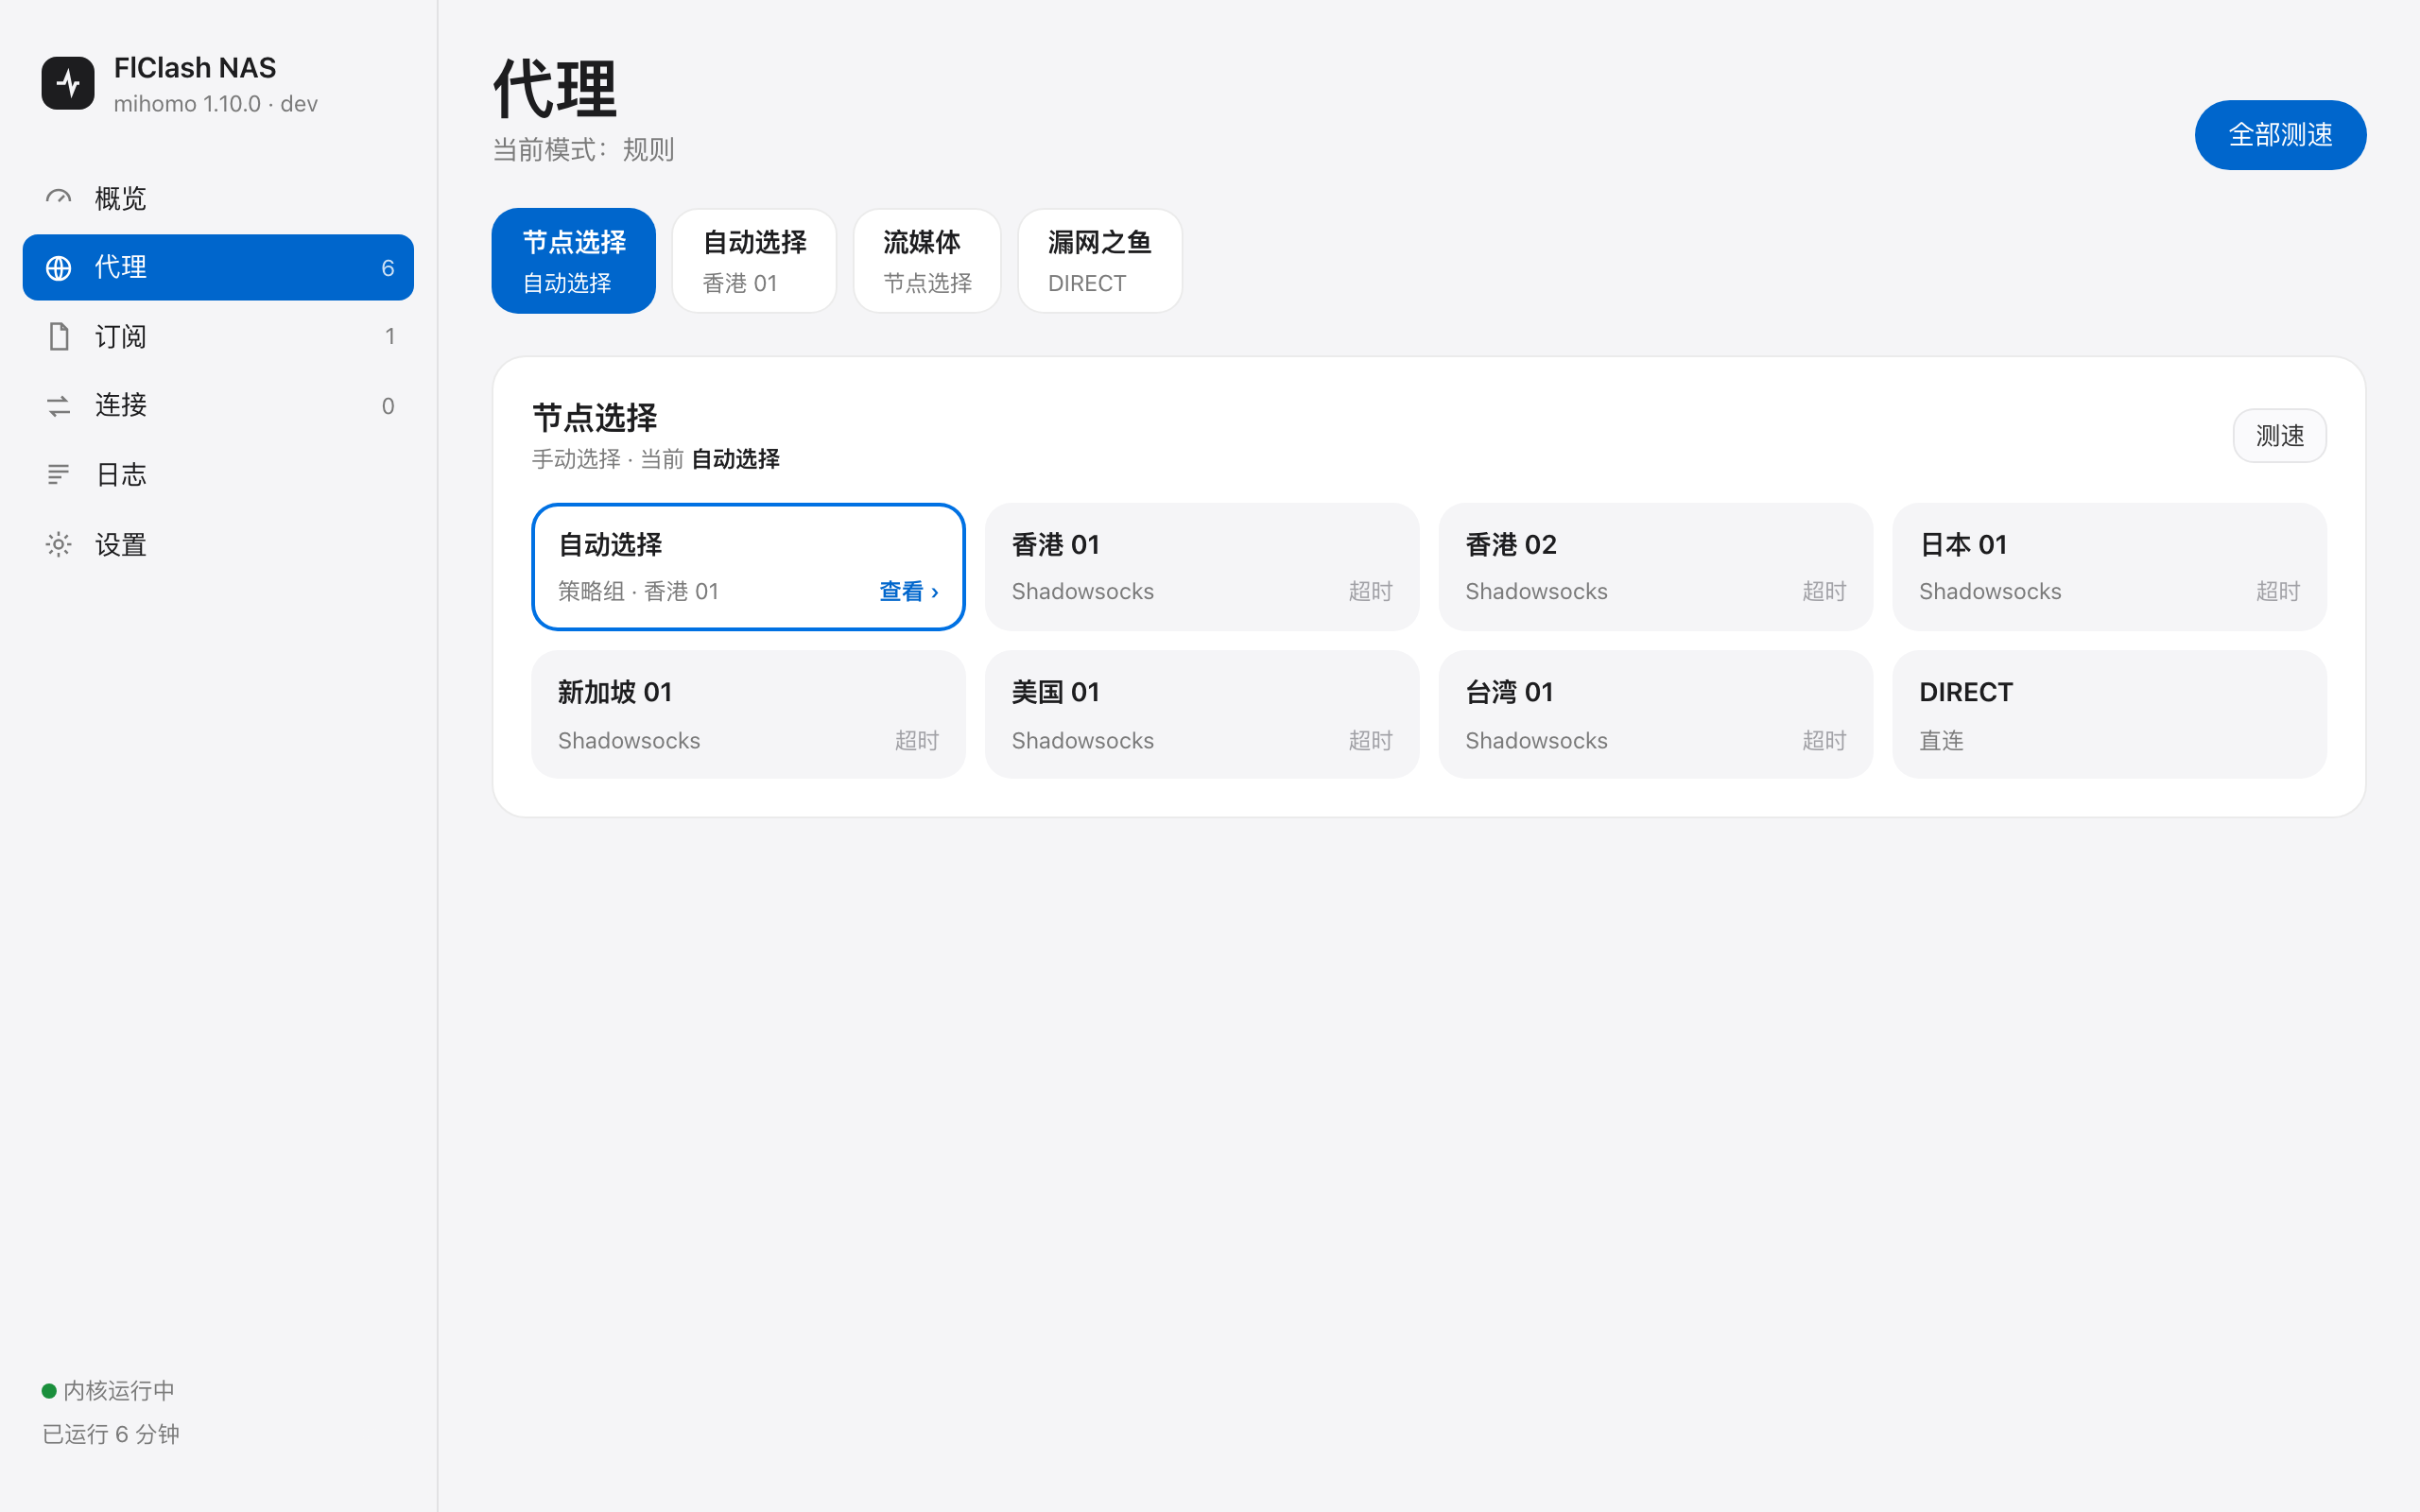 FlClash NAS
mihomo 1.10.0 · dev
概览
代理 6
订阅 1
连接 0
日志
设置
内核运行中
已运行 6 分钟
代理
当前模式：规则
全部测速
节点选择
自动选择
自动选择
香港 01
流媒体
节点选择
漏网之鱼
DIRECT
节点选择
手动选择 · 当前 自动选择
测速
自动选择
策略组 · 香港 01 查看 ›
香港 01
Shadowsocks 超时
香港 02
Shadowsocks 超时
日本 01
Shadowsocks 超时
新加坡 01
Shadowsocks 超时
美国 01
Shadowsocks 超时
台湾 01
Shadowsocks 超时
DIRECT
直连